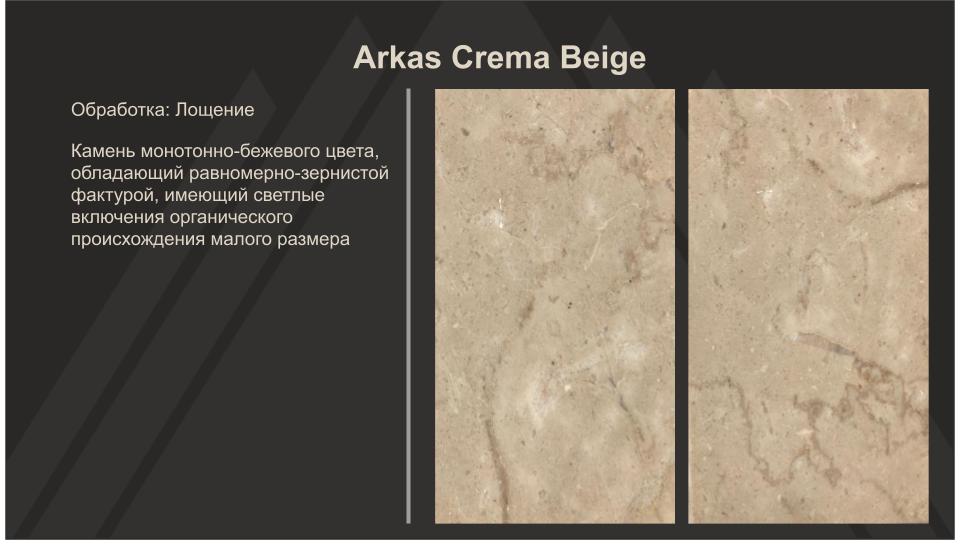 Arkas Crema Beige
Обработка: Лощение
Камень монотонно-бежевого цвета,
обладающий равномерно-зернистой
фактурой, имеющий светлые
включения органического
происхождения малого размера